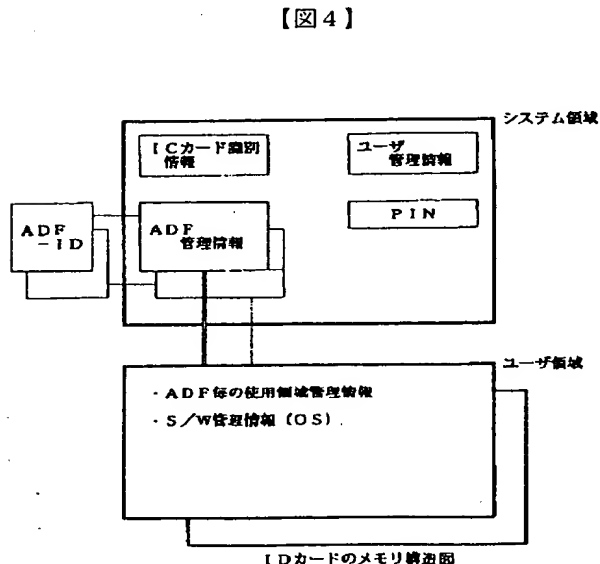 【図4】
システム領域
ICカード識別
情報
ユーザ
管理情報
ADF
-ID
ADF
管理情報
PIN
ユーザ領域
・ADF毎の使用領域管理情報
・S/W管理情報(OS).
IDカードのメモリ構造図